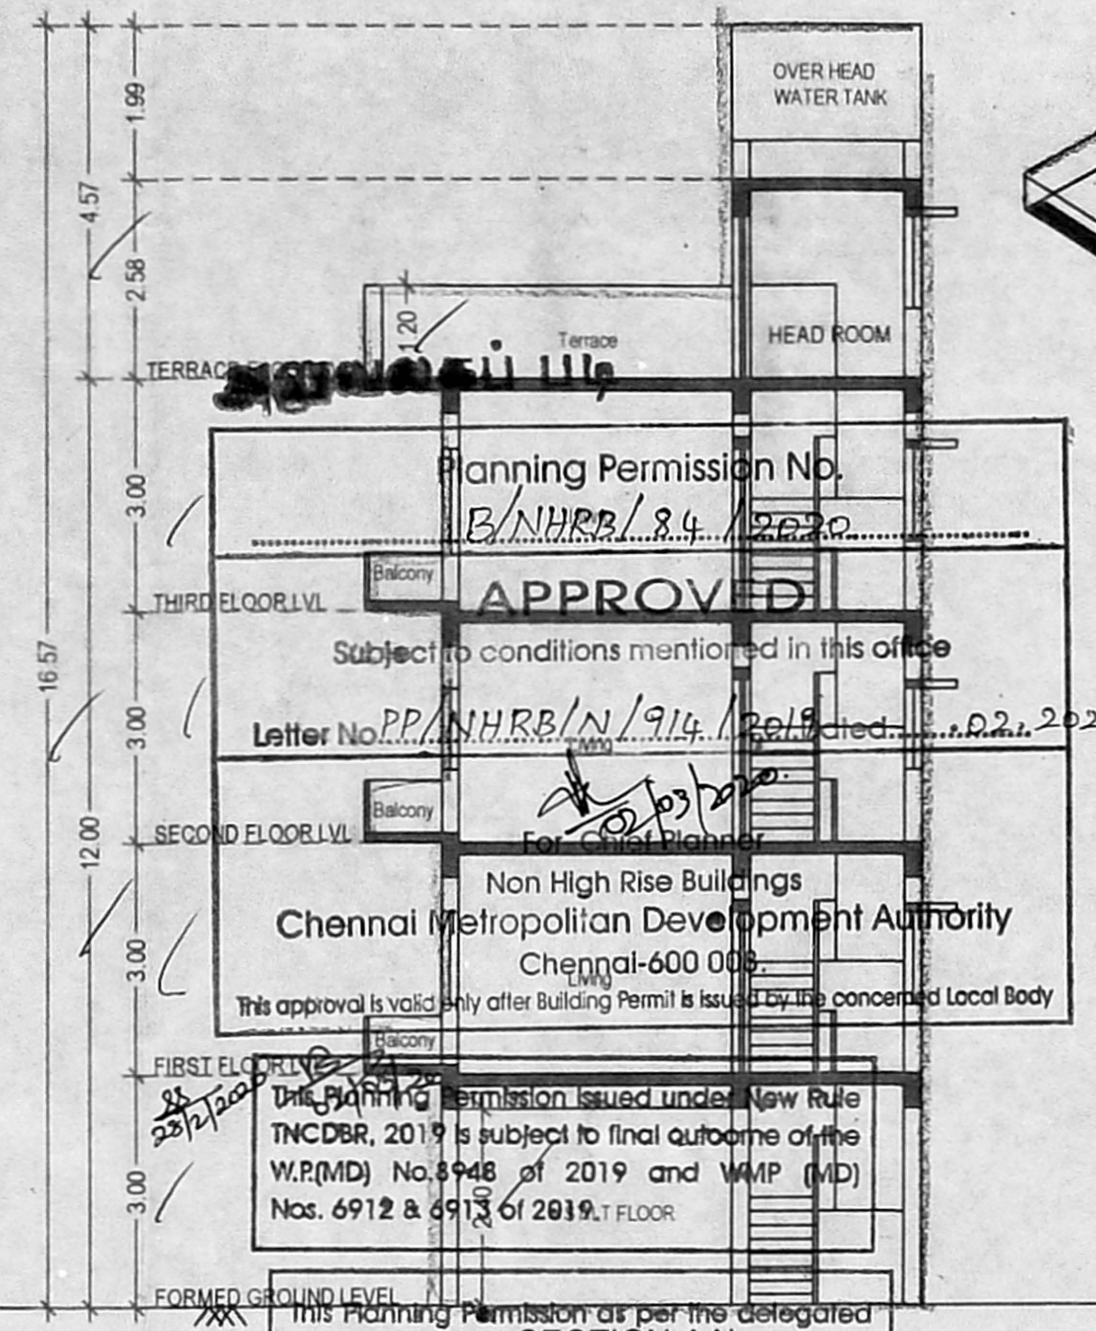 OVER HEAD
WATER TANK
1.99
4.57
2.58
1.20
Terrace
HEAD ROOM
TERRACE
Planning Permission No.
B/NHRB/84/2020
3.00
Balcony
APPROVED
THIRD FLOOR LVL
Subject to conditions mentioned in this office
16.57
3.00
Letter No. PP/NHRB/N/914/2019 dated .02.202
Living
Balcony
02/03/2020.
SECOND FLOOR LVL
For Chief Planner
12.00
Non High Rise Buildings
Chennai Metropolitan Development Authority
3.00
Chennai-600 008.
Living
This approval is valid only after Building Permit is issued by the concerned Local Body
Balcony
FIRST FLOOR LVL
28/2/2020
This Planning Permission issued under New Rule
TNCDBR, 2019 is subject to final outcome of the
W.P.(MD) No.8948 of 2019 and WMP (MD)
Nos. 6912 & 6913 of 2019.
FLOOR
3.00
FORMED GROUND LEVEL
This Planning Permission as per the delegated